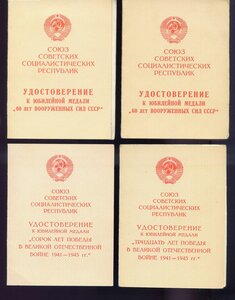 СОЮЗ
СОВЕТСКИХ
СОЦИАЛИСТИЧЕСКИХ
РЕСПУБЛИК
УДОСТОВЕРЕНИЕ
К ЮБИЛЕЙНОЙ МЕДАЛИ
„60 ЛЕТ ВООРУЖЕННЫХ СИЛ СССР"
СОЮЗ
СОВЕТСКИХ
СОЦИАЛИСТИЧЕСКИХ
РЕСПУБЛИК
УДОСТОВЕРЕНИЕ
К ЮБИЛЕЙНОЙ МЕДАЛИ
„60 ЛЕТ ВООРУЖЕННЫХ СИЛ СССР"
СОЮЗ
СОВЕТСКИХ
СОЦИАЛИСТИЧЕСКИХ
РЕСПУБЛИК
УДОСТОВЕРЕНИЕ
К ЮБИЛЕЙНОЙ МЕДАЛИ
„СОРОК ЛЕТ ПОБЕДЫ
В ВЕЛИКОЙ ОТЕЧЕСТВЕННОЙ
ВОЙНЕ 1941—1945 гг."
СОЮЗ
СОВЕТСКИХ
СОЦИАЛИСТИЧЕСКИХ
РЕСПУБЛИК
УДОСТОВЕРЕНИЕ
К ЮБИЛЕЙНОЙ МЕДАЛИ
„ТРИДЦАТЬ ЛЕТ ПОБЕДЫ
В ВЕЛИКОЙ ОТЕЧЕСТВЕННОЙ
ВОЙНЕ 1941—1945 гг."